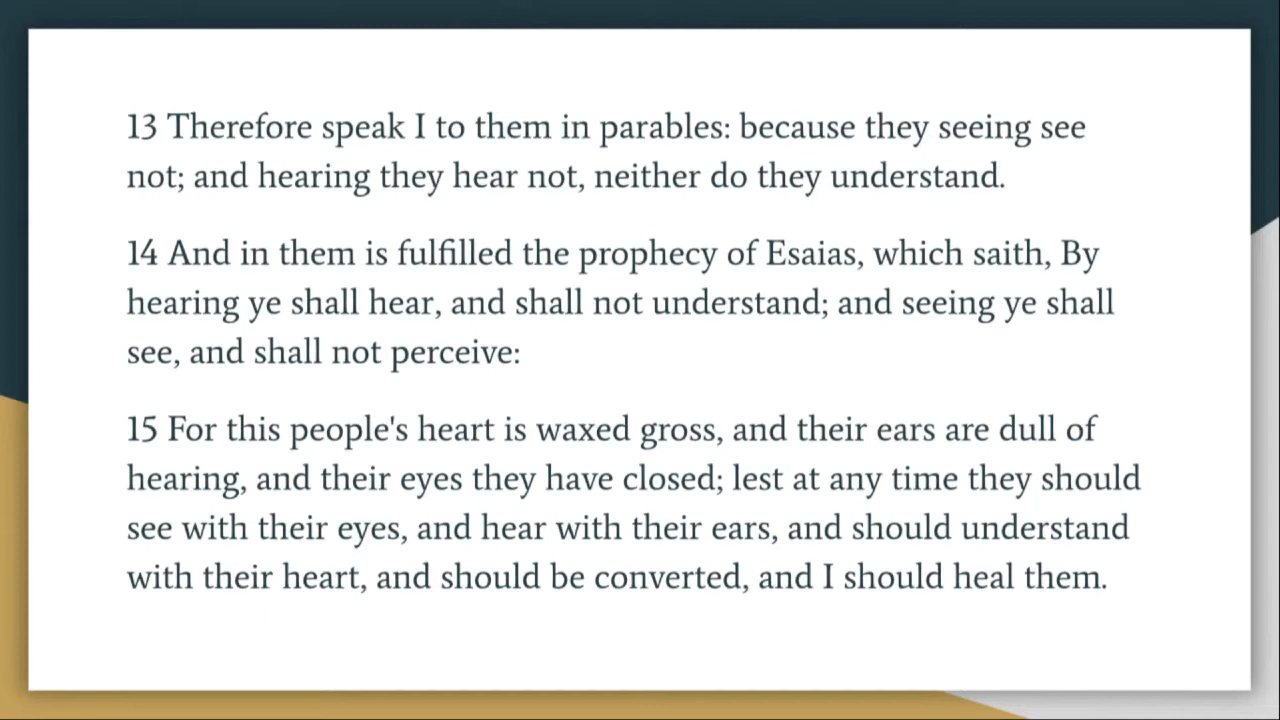 13 Therefore speak I to them in parables: because they seeing see
not; and hearing they hear not, neither do they understand.
14 And in them is fulfilled the prophecy of Esaias, which saith, By
hearing ye shall hear, and shall not understand; and seeing ye shall
see, and shall not perceive:
15 For this people's heart is waxed gross, and their ears are dull of
hearing, and their eyes they have closed; lest at any time they should
see with their eyes, and hear with their ears, and should understand
with their heart, and should be converted, and I should heal them.